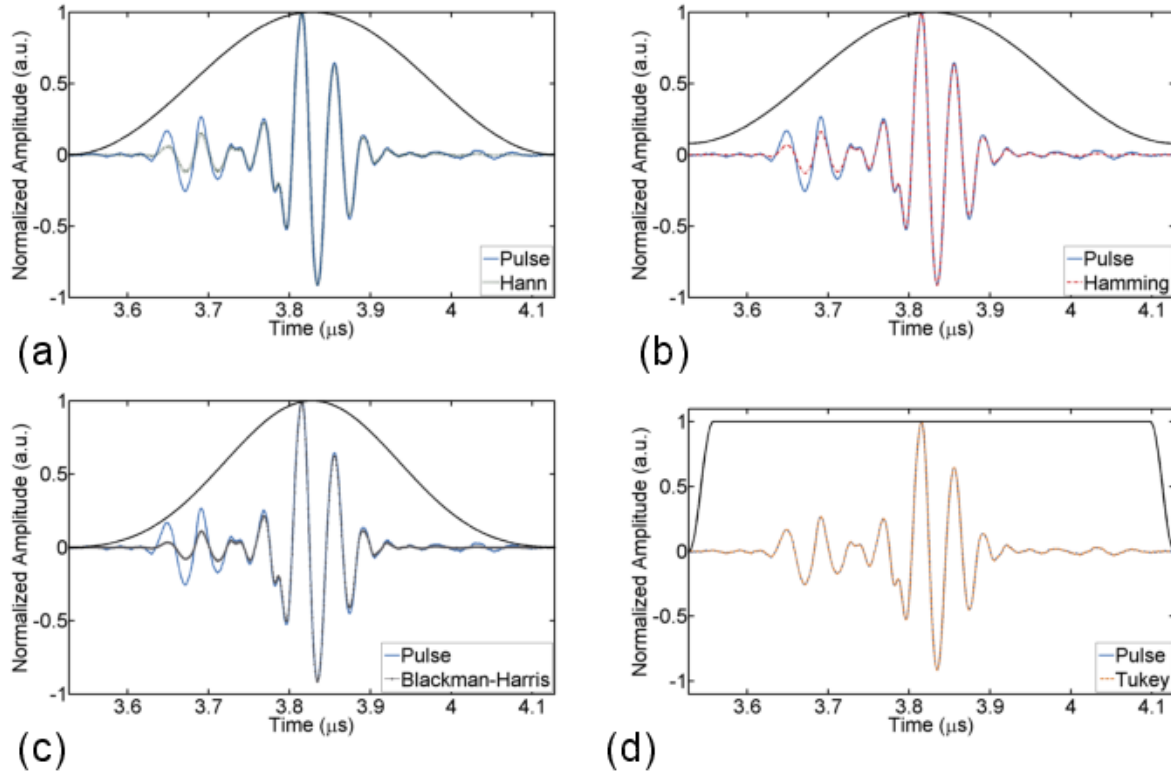 1
0.5
0
-0.5
-1
Normalized Amplitude (a.u.)
Pulse
Hann
3.6 3.7 3.8 3.9 4 4.1
Time (μs)
(a)
1
0.5
0
-0.5
-1
Normalized Amplitude (a.u.)
Pulse
Hamming
3.6 3.7 3.8 3.9 4 4.1
Time (μs)
(b)
1
0.5
0
-0.5
-1
Normalized Amplitude (a.u.)
Pulse
Blackman-Harris
3.6 3.7 3.8 3.9 4 4.1
Time (μs)
(c)
1
0.5
0
-0.5
-1
Normalized Amplitude (a.u.)
Pulse
Tukey
3.6 3.7 3.8 3.9 4 4.1
Time (μs)
(d)